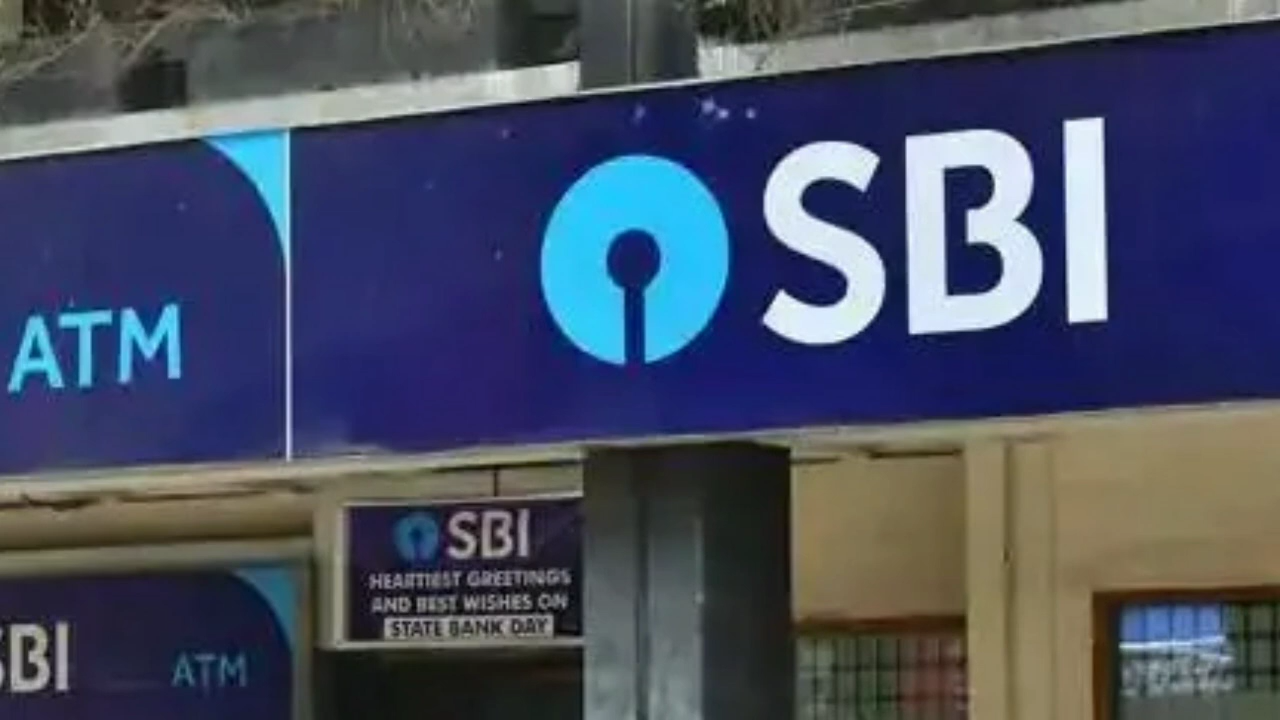 ATM
SBI
SBI
HEARTIEST GREETINGS
AND BEST WISHES ON
STATE BANK DAY
SBI
ATM